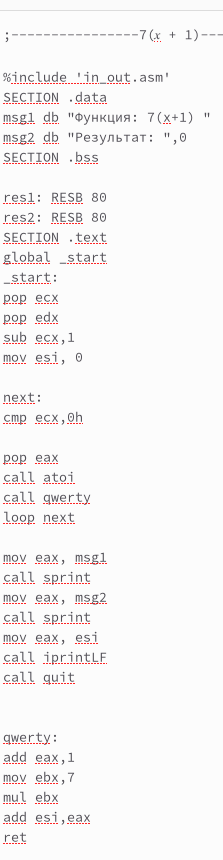 ;----------------7(x + 1)---
%include 'in_out.asm'
SECTION .data
msg1 db "Функция: 7(x+1) "
msg2 db "Результат: ",0
SECTION .bss
res1: RESB 80
res2: RESB 80
SECTION .text
global _start
_start:
pop ecx
pop edx
sub ecx,1
mov esi, 0
next:
cmp ecx,0h
pop eax
call atoi
call qwerty
loop next
mov eax, msg1
call sprint
mov eax, msg2
call sprint
mov eax, esi
call iprintLF
call quit
qwerty:
add eax,1
mov ebx,7
mul ebx
add esi,eax
ret